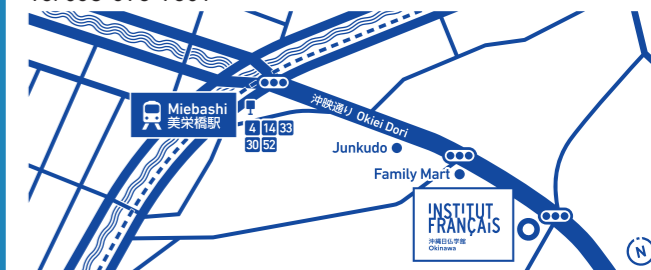 Miebashi
美栄橋駅
4 14 33
30 52
沖映通り Okiei Dori
Junkudo
Family Mart
INSTITUT
FRANÇAIS
沖縄日仏学館
Okinawa
N